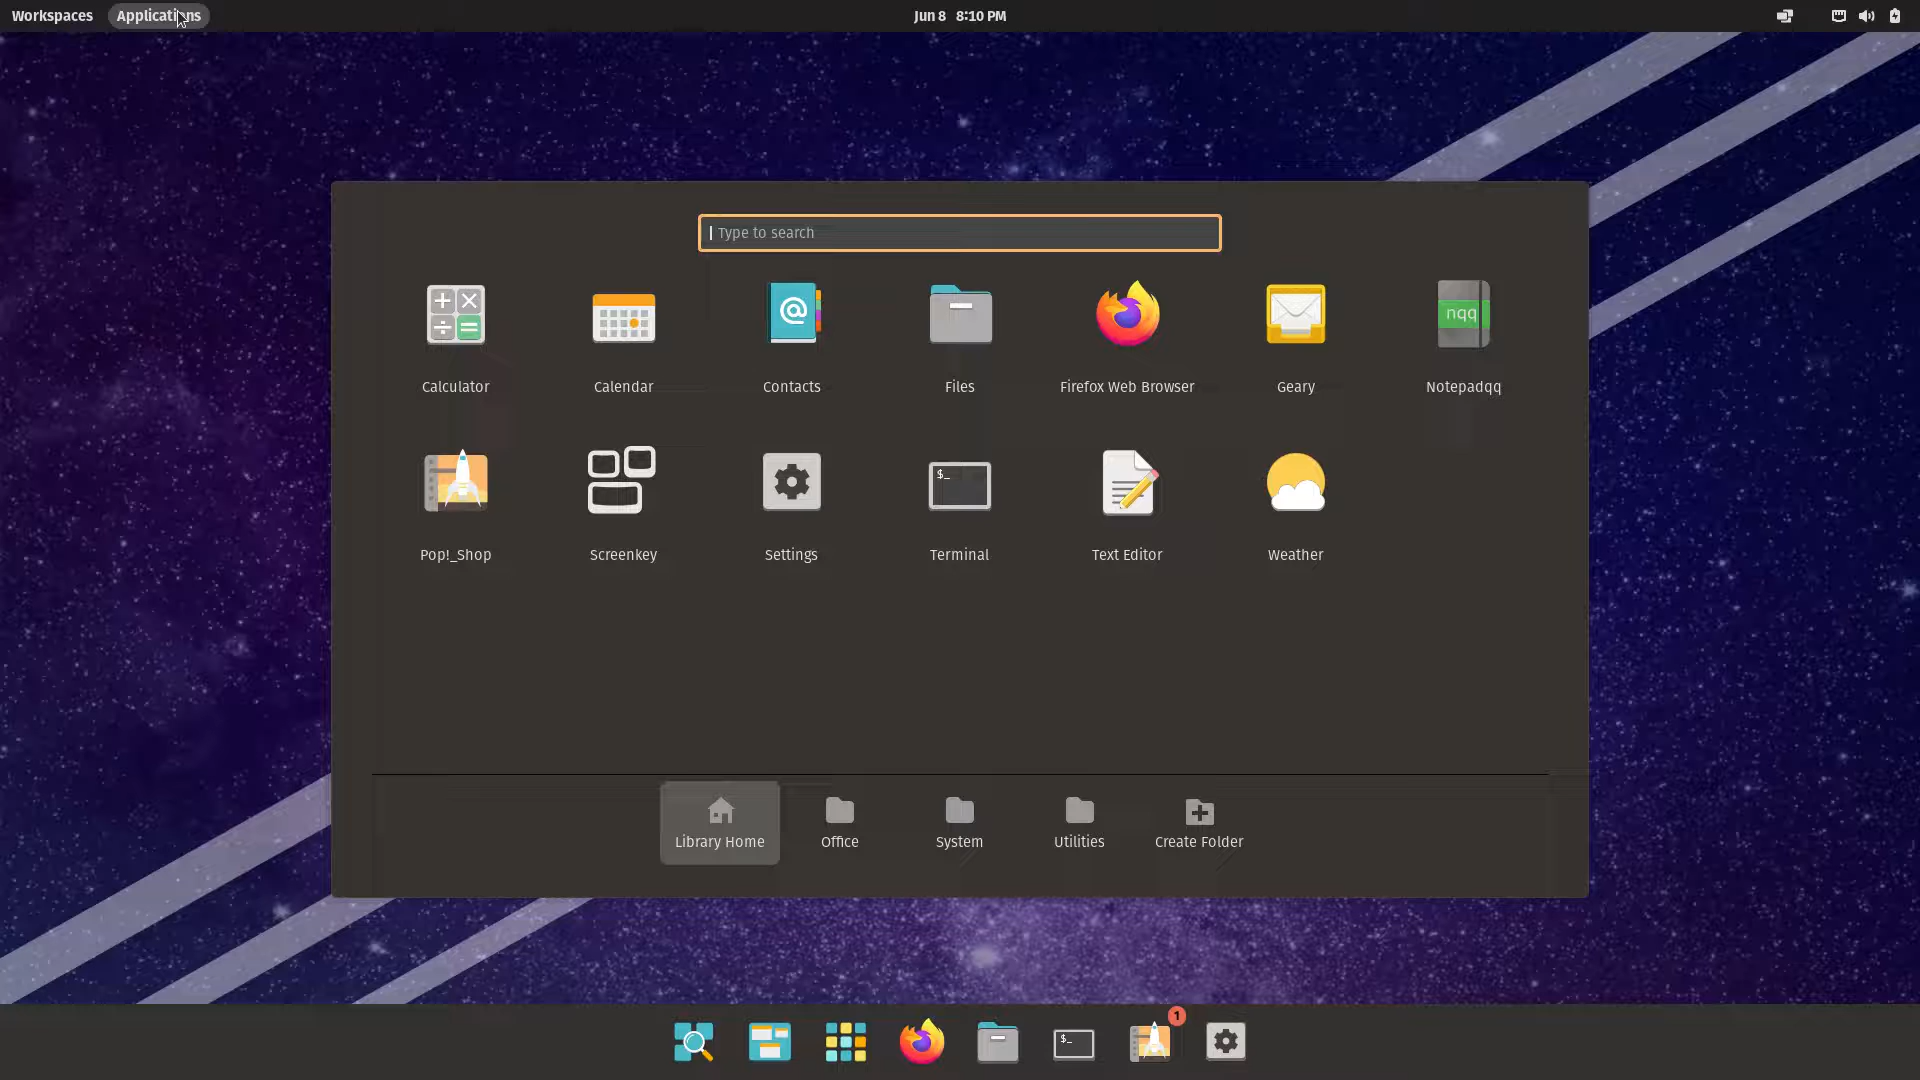 Workspaces Applications Jun 8 8:10 PM
Type to search
nqq
Calculator Calendar Contacts Files Firefox Web Browser Geary Notepadqq
$_
Pop!_Shop Screenkey Settings Terminal Text Editor Weather
Library Home Office System Utilities Create Folder
1
$_